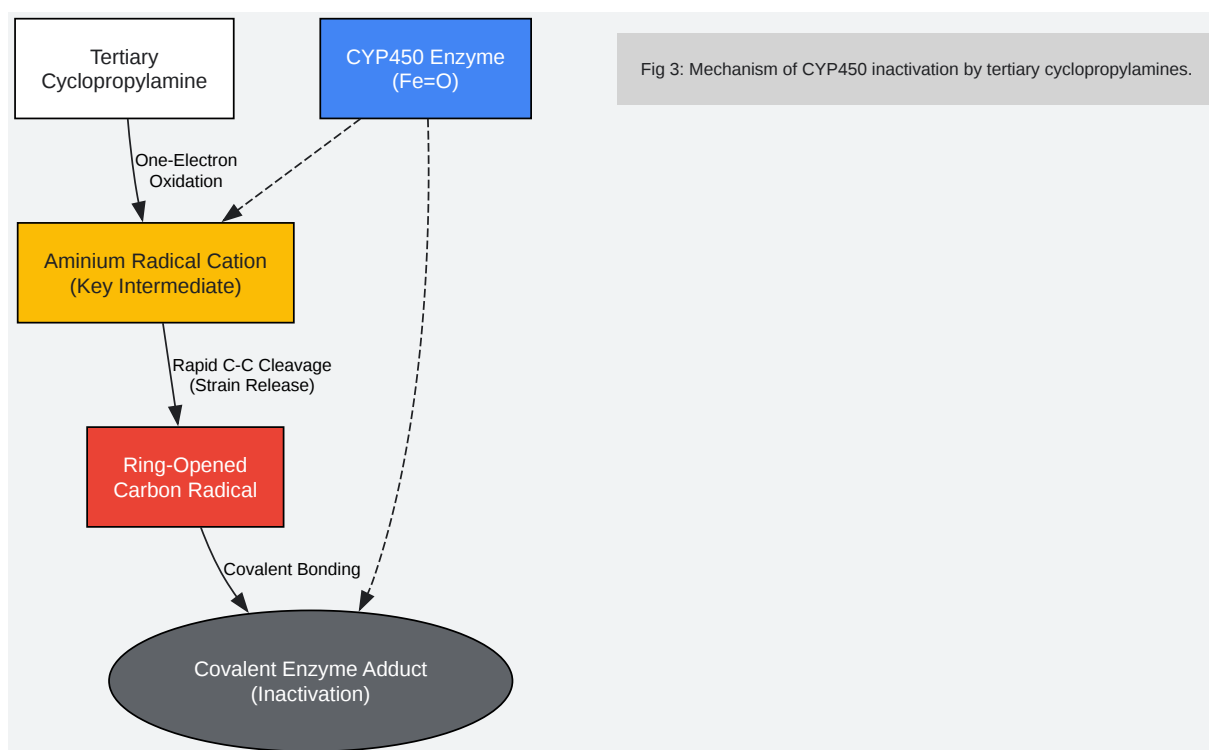 Tertiary
Cyclopropylamine
CYP450 Enzyme
(Fe=O)
Fig 3: Mechanism of CYP450 inactivation by tertiary cyclopropylamines.
One-Electron
Oxidation
Aminium Radical Cation
(Key Intermediate)
Rapid C-C Cleavage
(Strain Release)
Ring-Opened
Carbon Radical
Covalent Bonding
Covalent Enzyme Adduct
(Inactivation)